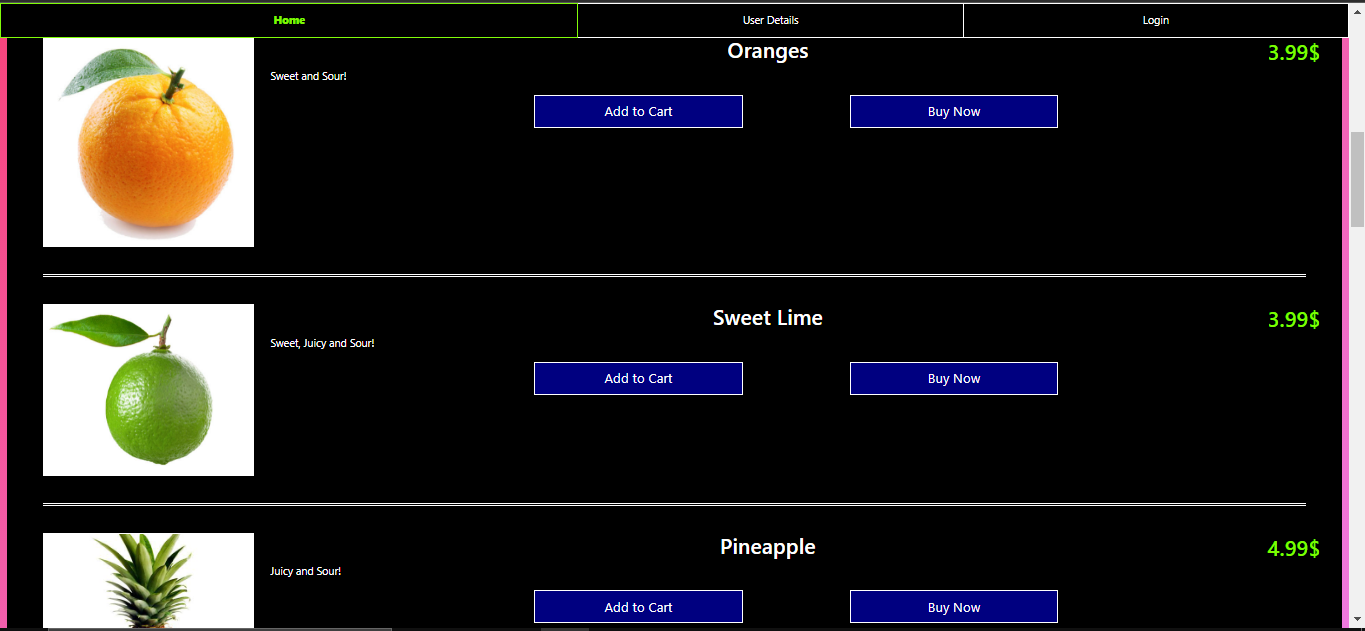 Home User Details Login
Oranges 3.99$
Sweet and Sour!
Add to Cart Buy Now
Sweet Lime 3.99$
Sweet, Juicy and Sour!
Add to Cart Buy Now
Pineapple 4.99$
Juicy and Sour!
Add to Cart Buy Now